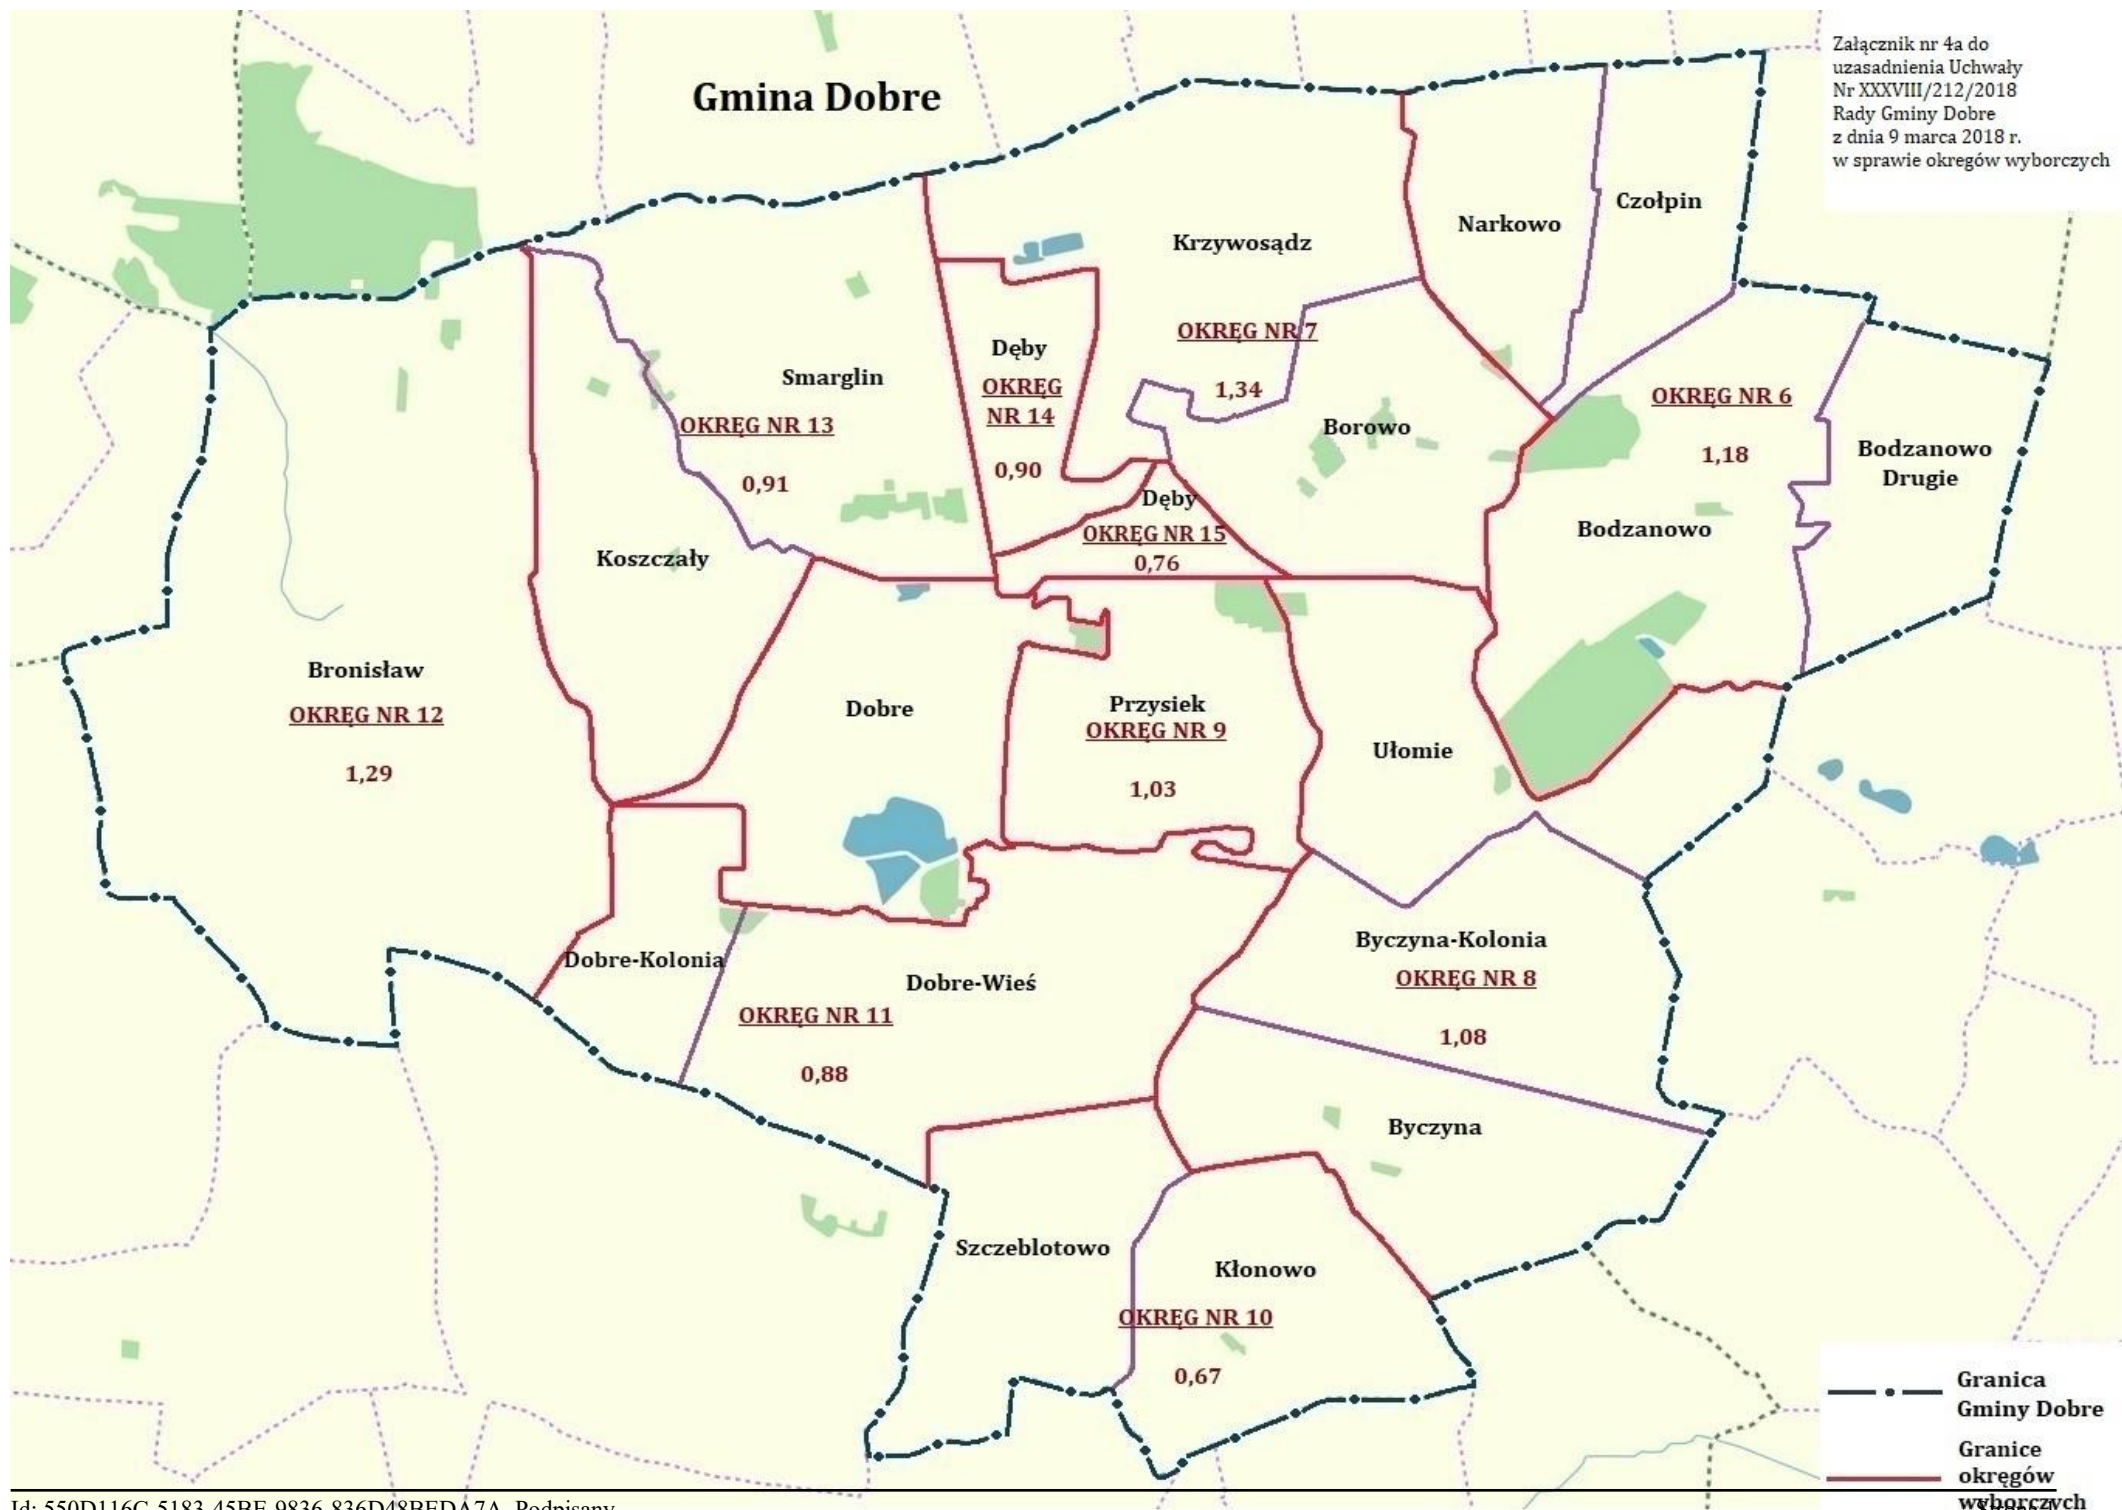 Gmina Dobre
Załącznik nr 4a do
uzasadnienia Uchwały
Nr XXXVIII/212/2018
Rady Gminy Dobre
z dnia 9 marca 2018 r.
w sprawie okregów wyborczych
Czołpin
Narkowo
Krzywosądz
OKRĘG NR 7
1,34
Dęby
OKRĘG
NR 14
0,90
Smarglin
OKRĘG NR 13
0,91
OKRĘG NR 6
1,18
Borowo
Bodzanowo
Drugie
Dęby
OKRĘG NR 15
0,76
Bodzanowo
Koszczały
Bronisław
OKRĘG NR 12
1,29
Dobre
Przysiek
OKRĘG NR 9
1,03
Ułomie
Dobre-Kolonia
Dobre-Wieś
OKRĘG NR 11
0,88
Byczyna-Kolonia
OKRĘG NR 8
1,08
Byczyna
Szczeblotowo
Kłonowo
OKRĘG NR 10
0,67
Granica
Gminy Dobre
Granice
okręgów
wyborczych
Id: 550D116C-5183-45BF-9836-836D48BFDA7A. Podpisany